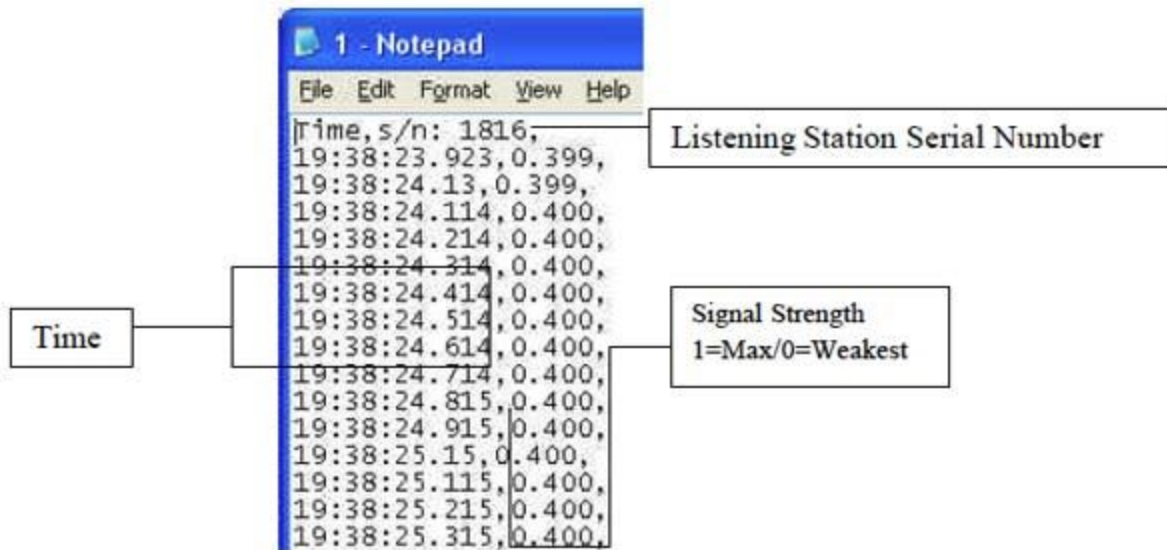 1 - Notepad
File Edit Format View Help
Time,s/n: 1816,
19:38:23.923,0.399,
19:38:24.13,0.399,
19:38:24.114,0.400,
19:38:24.214,0.400,
19:38:24.314,0.400,
19:38:24.414,0.400,
19:38:24.514,0.400,
19:38:24.614,0.400,
19:38:24.714,0.400,
19:38:24.815,0.400,
19:38:24.915,0.400,
19:38:25.15,0.400,
19:38:25.115,0.400,
19:38:25.215,0.400,
19:38:25.315,0.400,
Listening Station Serial Number
Time
Signal Strength
1=Max/0=Weakest